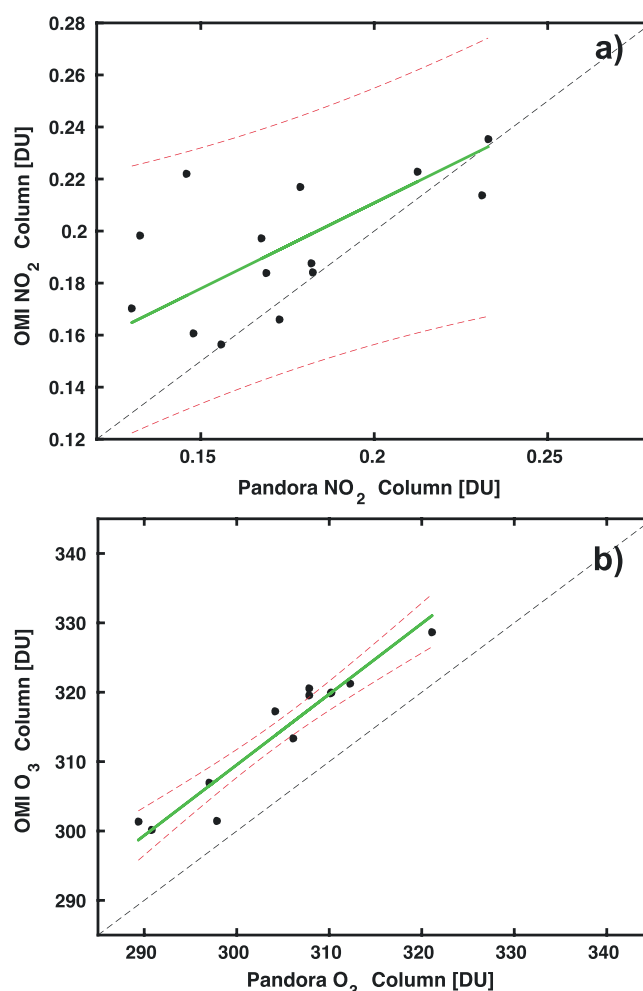 a)
0.28
0.26
0.24
0.22
0.2
0.18
0.16
0.14
0.12
OMI NO2 Column [DU]
0.15 0.2 0.25
Pandora NO2 Column [DU]
b)
340
330
320
310
300
290
OMI O3 Column [DU]
290 300 310 320 330 340
Pandora O3 Column [DU]